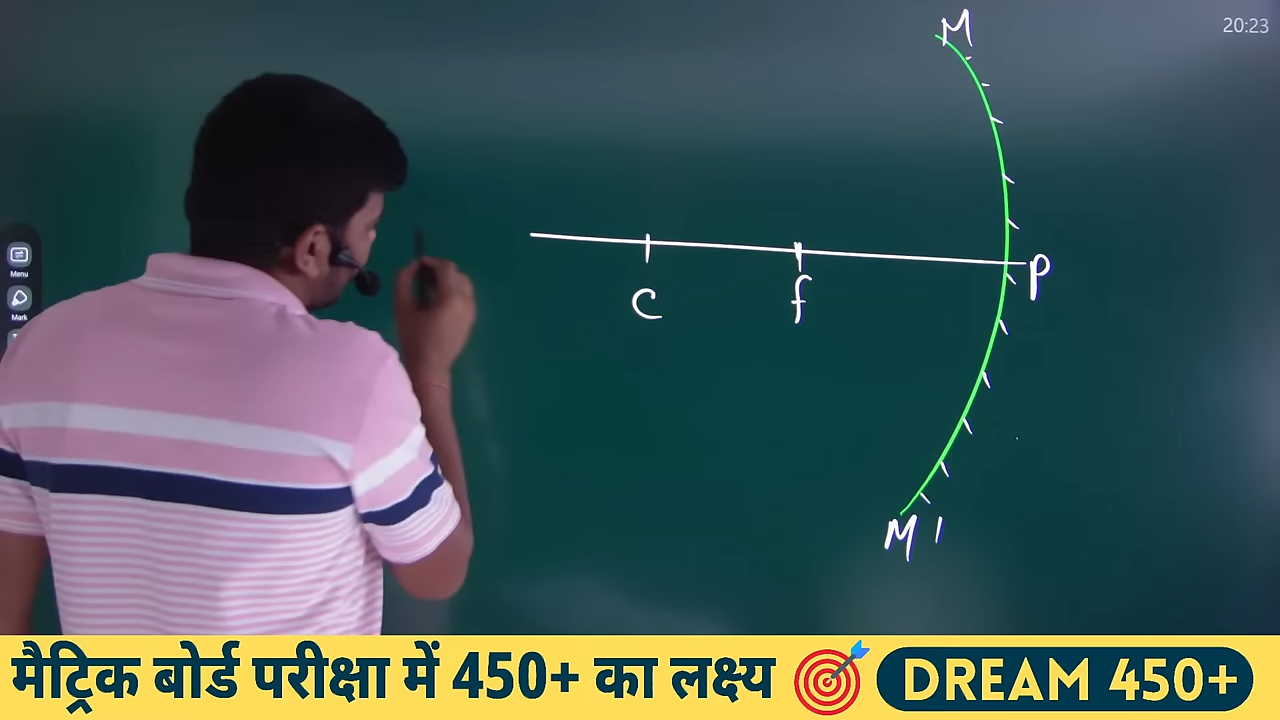 M
20:23
Menu
Mark
C
f
P
M'
मैट्रिक बोर्ड परीक्षा में 450+ का लक्ष्य
DREAM 450+